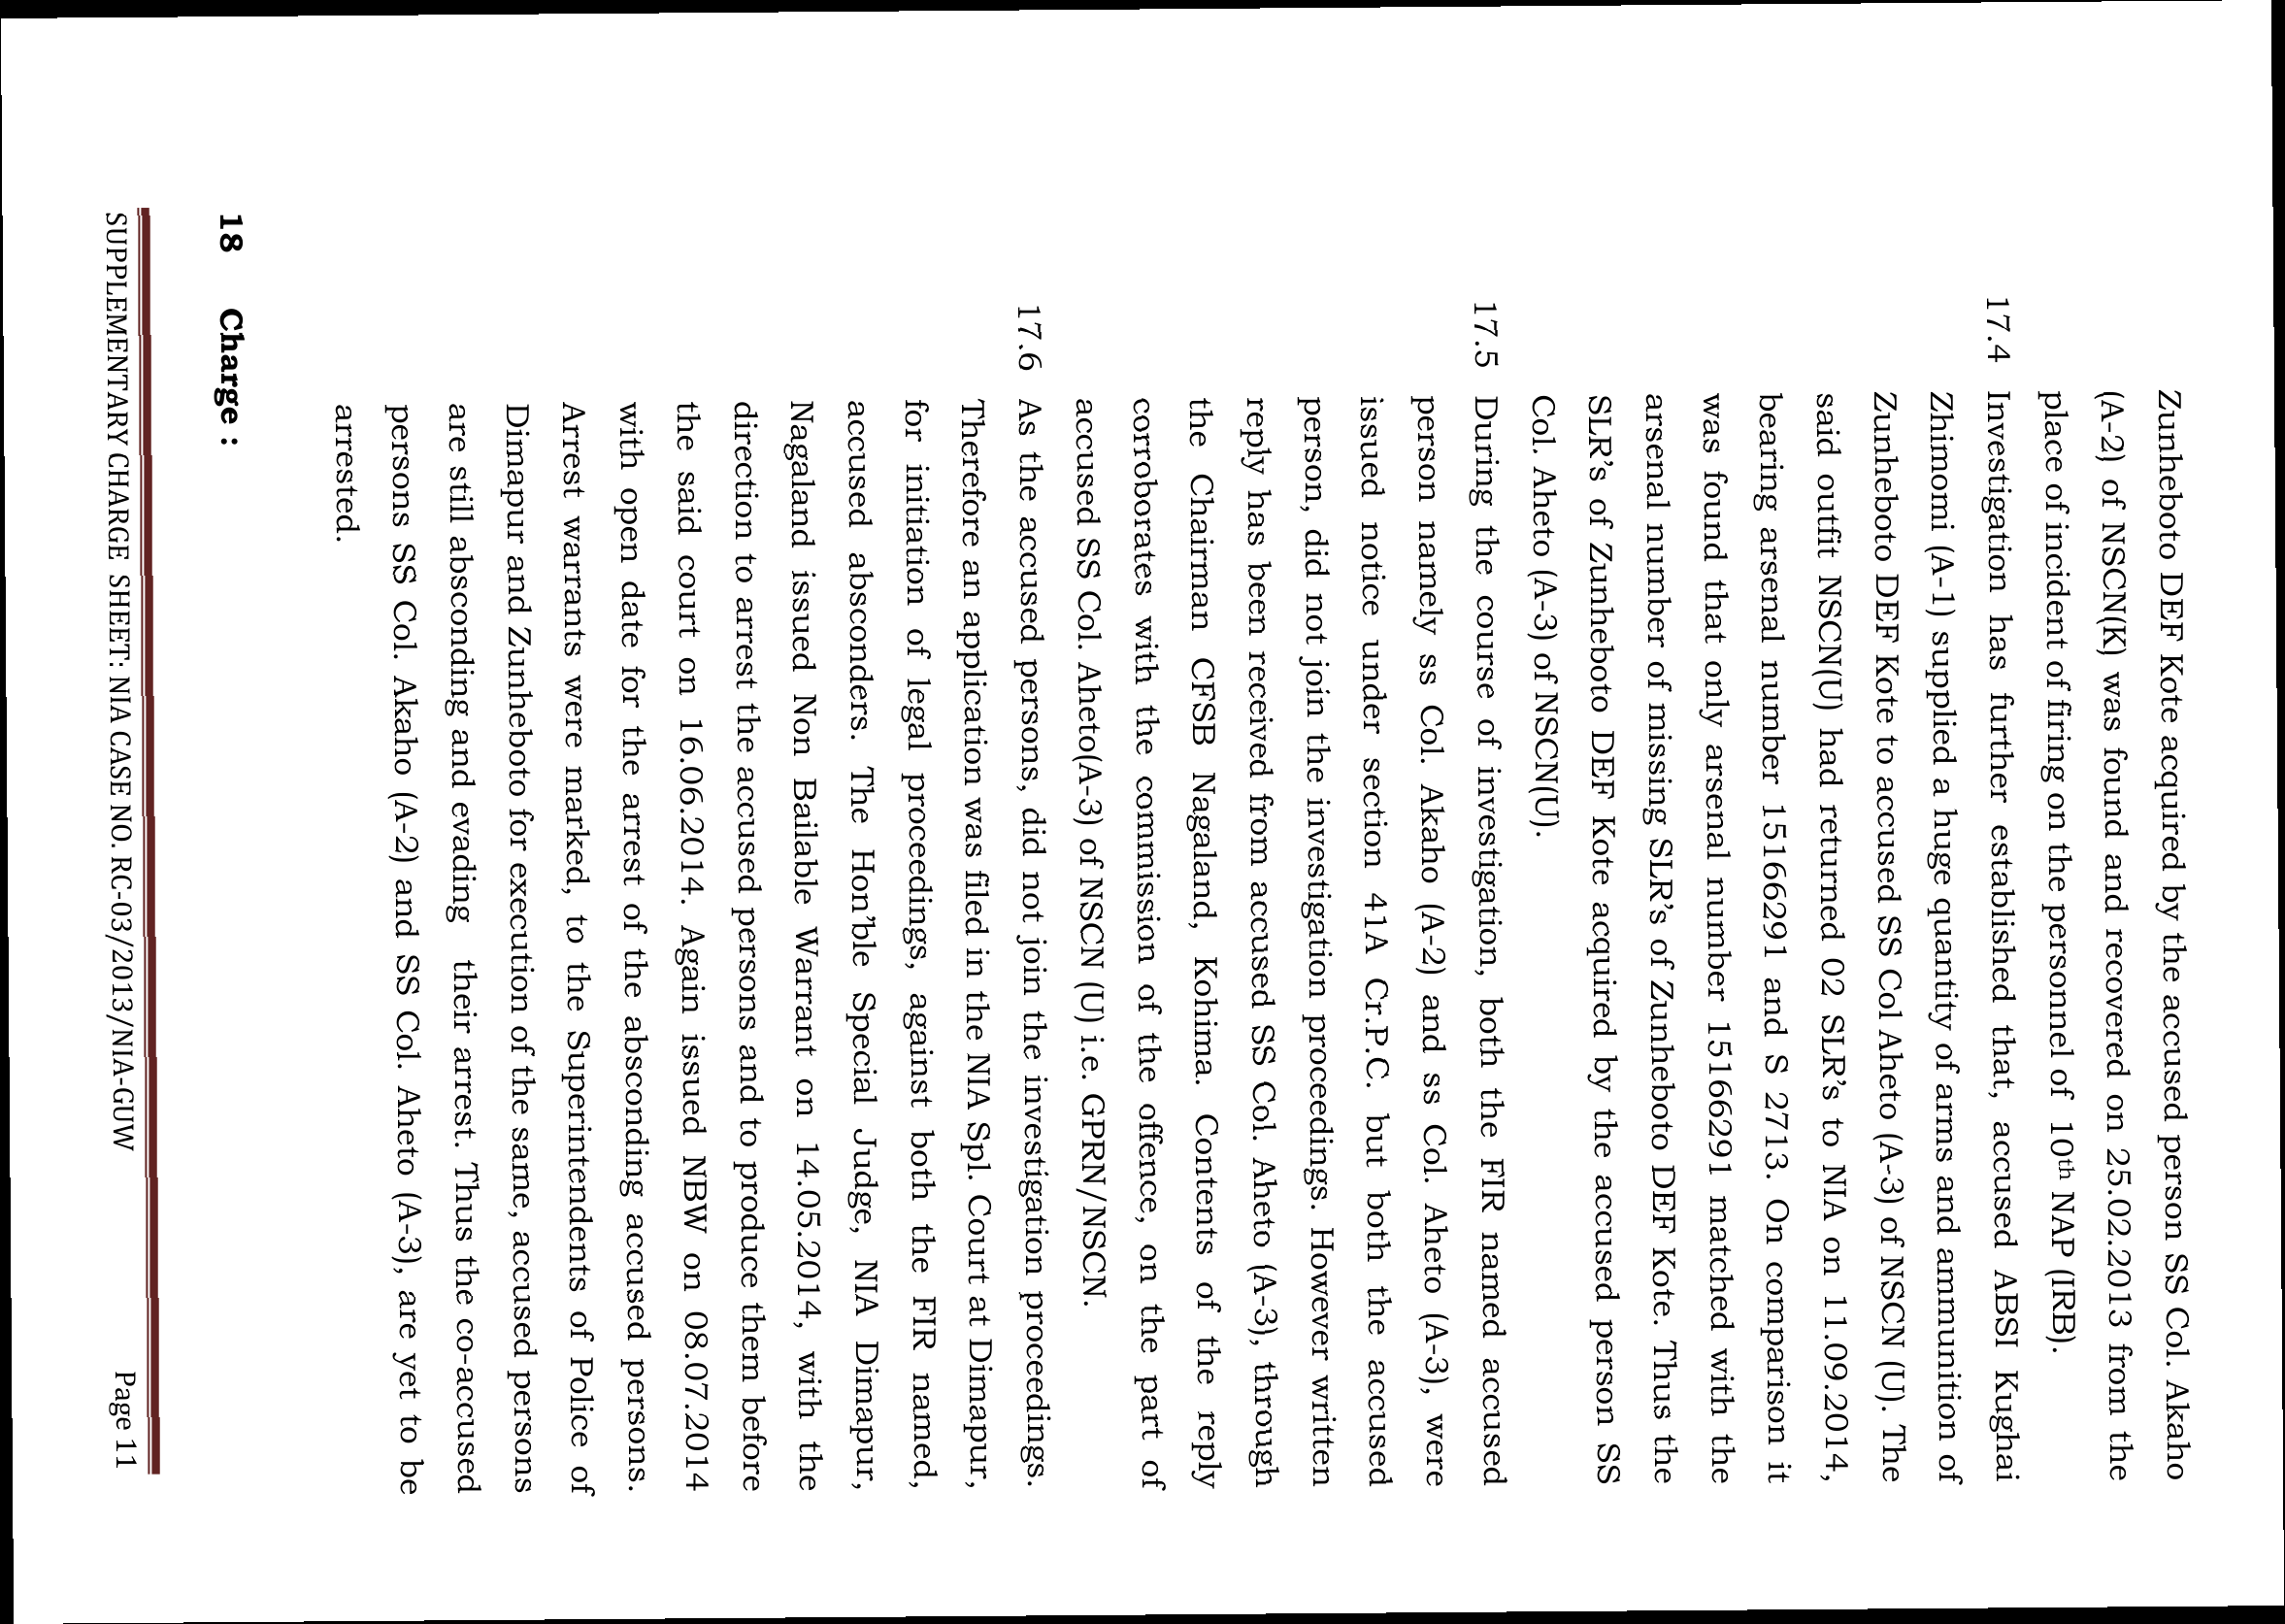 Zunheboto DEF Kote acquired by the accused person SS Col. Akaho
(A-2) of NSCN(K) was found and recovered on 25.02.2013 from the
place of incident of firing on the personnel of 10th NAP (IRB).
17.4 Investigation has further established that, accused ABSI Kughai
Zhimomi (A-1) supplied a huge quantity of arms and ammunition of
Zunheboto DEF Kote to accused SS Col Aheto (A-3) of NSCN (U). The
said outfit NSCN(U) had returned 02 SLR's to NIA on 11.09.2014,
bearing arsenal number 15166291 and S 2713. On comparison it
was found that only arsenal number 15166291 matched with the
arsenal number of missing SLR's of Zunheboto DEF Kote. Thus the
SLR's of Zunheboto DEF Kote acquired by the accused person SS
Col. Aheto (A-3) of NSCN(U).
17.5 During the course of investigation, both the FIR named accused
person namely ss Col. Akaho (A-2) and ss Col. Aheto (A-3), were
issued notice under section 41A Cr.P.C. but both the accused
person, did not join the investigation proceedings. However written
reply has been received from accused SS Col. Aheto (A-3), through
the Chairman CFSB Nagaland, Kohima. Contents of the reply
corroborates with the commission of the offence, on the part of
accused SS Col. Aheto(A-3) of NSCN (U) i.e. GPRN/NSCN.
17.6 As the accused persons, did not join the investigation proceedings.
Therefore an application was filed in the NIA Spl. Court at Dimapur,
for initiation of legal proceedings, against both the FIR named,
accused absconders. The Hon'ble Special Judge, NIA Dimapur,
Nagaland issued Non Bailable Warrant on 14.05.2014, with the
direction to arrest the accused persons and to produce them before
the said court on 16.06.2014. Again issued NBW on 08.07.2014
with open date for the arrest of the absconding accused persons.
Arrest warrants were marked, to the Superintendents of Police of
Dimapur and Zunheboto for execution of the same, accused persons
are still absconding and evading their arrest. Thus the co-accused
persons SS Col. Akaho (A-2) and SS Col. Aheto (A-3), are yet to be
arrested.
18 Charge :
SUPPLEMENTARY CHARGE SHEET: NIA CASE NO. RC-03/2013/NIA-GUW Page 11